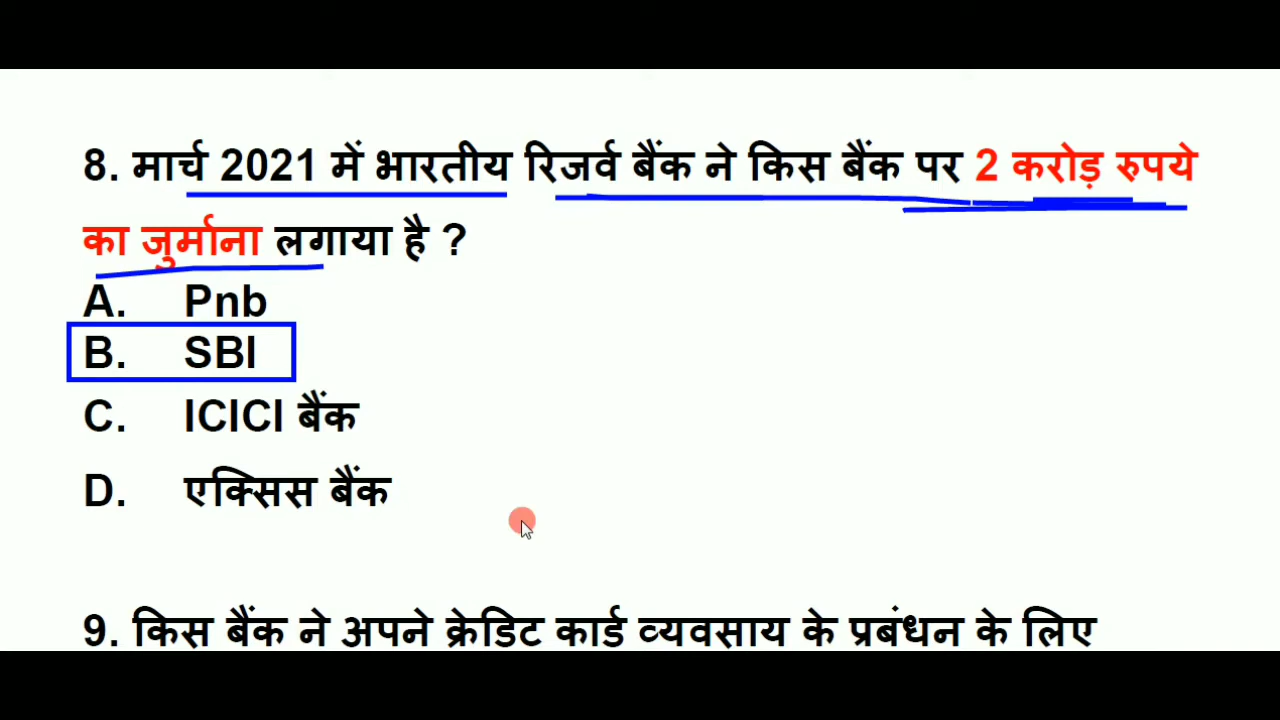 8. मार्च 2021 में भारतीय रिजर्व बैंक ने किस बैंक पर 2 करोड़ रुपये
का जुर्माना लगाया है ?
A. Pnb
B. SBI
C. ICICI बैंक
D. एक्सिस बैंक
9. किस बैंक ने अपने क्रेडिट कार्ड व्यवसाय के प्रबंधन के लिए